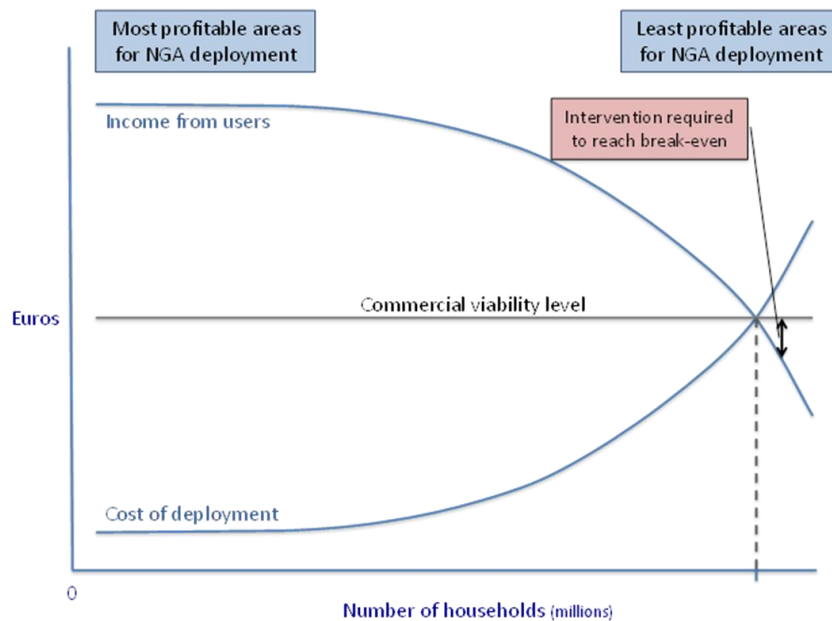 Most profitable areas
for NGA deployment
Least profitable areas
for NGA deployment
Income from users
Intervention required
to reach break-even
Commercial viability level
Euros
Cost of deployment
0
Number of households (millions)